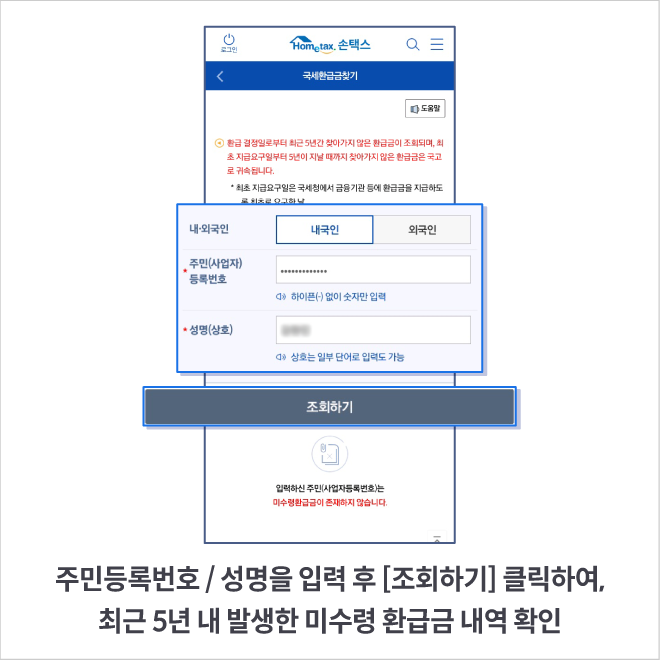 로그인
Hometax. 손택스
국세환급금찾기
도움말
환급 결정일로부터 최근 5년간 찾아가지 않은 환급금이 조회되며, 최
초 지급요구일부터 5년이 지날 때까지 찾아가지 않은 환급금은 국고
로 귀속됩니다.
* 최초 지급요구일은 국세청에서 금융기관 등에 환급금을 지급하도
록 최초로 요구한 날
내·외국인 내국인 외국인
* 주민(사업자)
등록번호
•••••••••••••
하이픈(-) 없이 숫자만 입력
* 성명(상호)
상호는 일부 단어로 입력도 가능
조회하기
입력하신 주민(사업자등록번호)는
미수령환급금이 존재하지 않습니다.
주민등록번호 / 성명을 입력 후 [조회하기] 클릭하여,
최근 5년 내 발생한 미수령 환급금 내역 확인